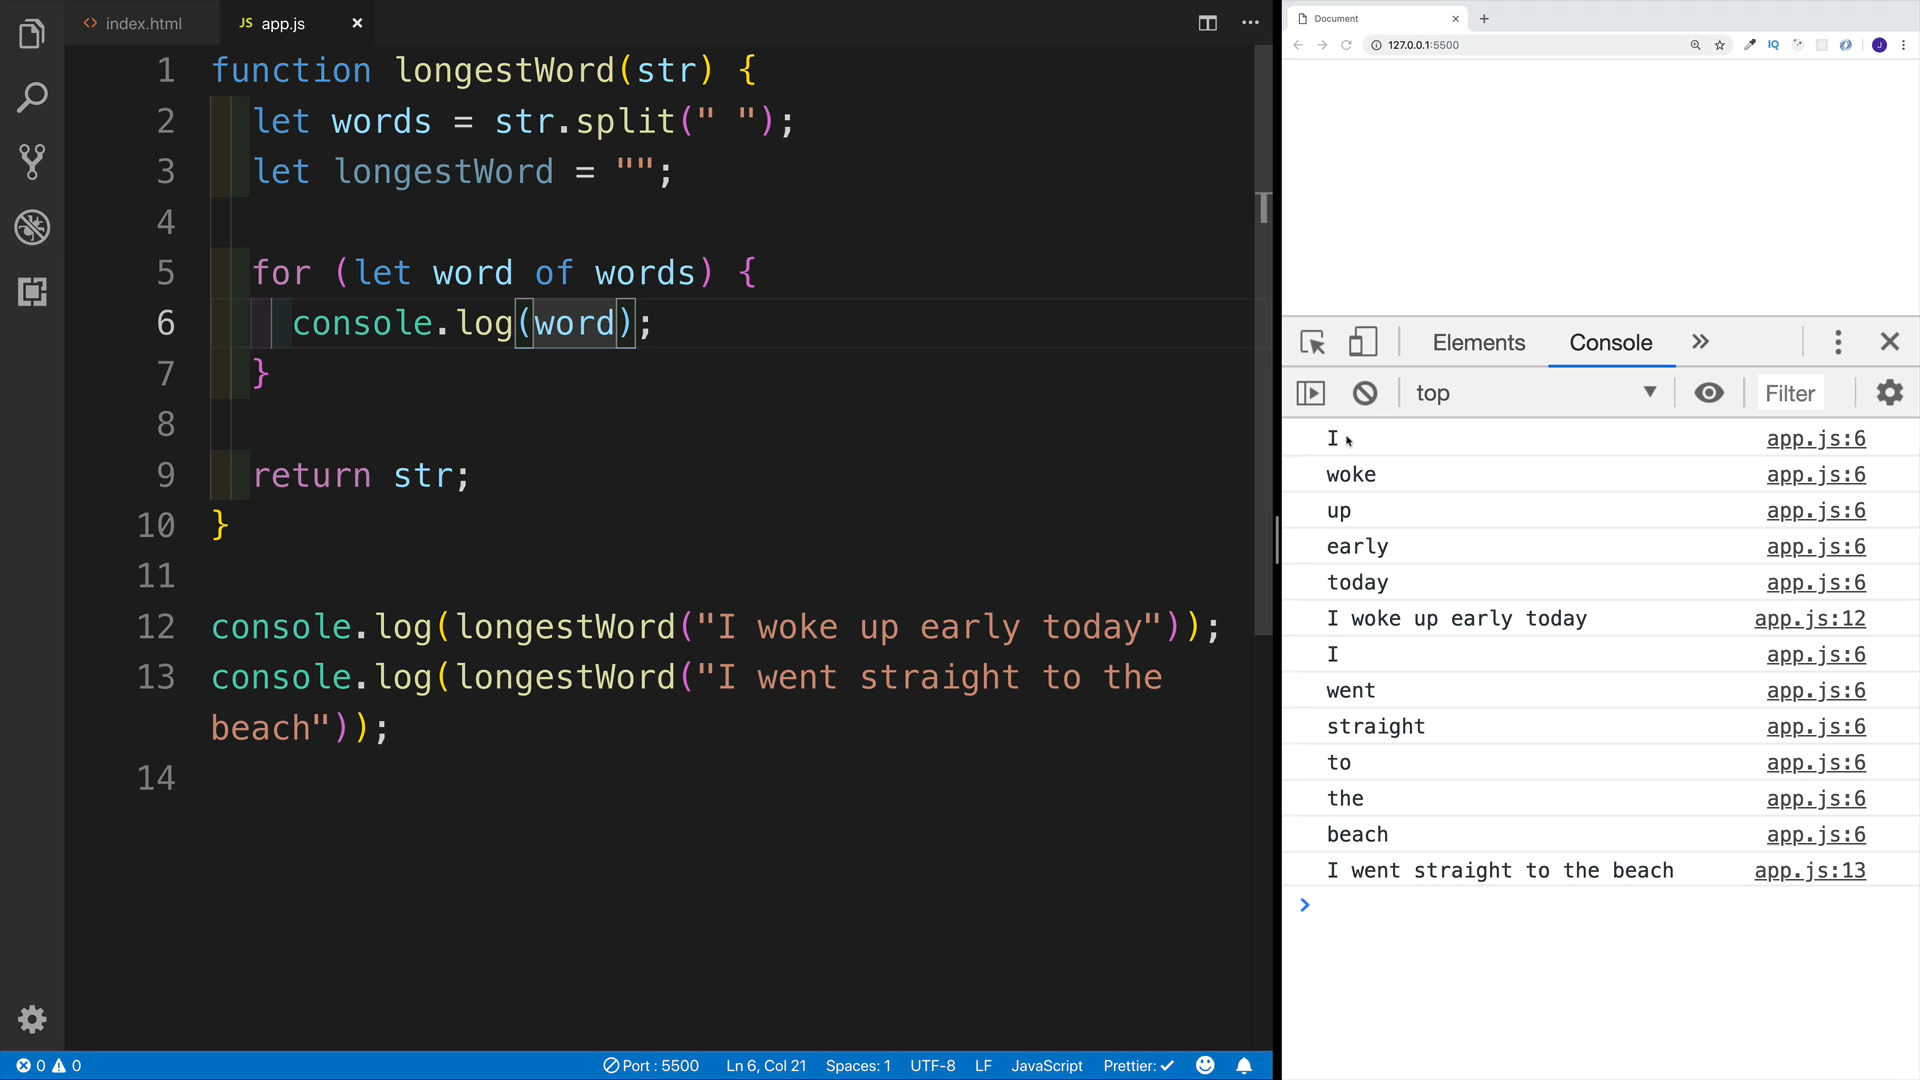 index.html
JS app.js
1 function longestWord(str) {
2 let words = str.split(" ");
3 let longestWord = "";
4
5 for (let word of words) {
6 console.log(word);
7 }
8
9 return str;
10 }
11
12 console.log(longestWord("I woke up early today"));
13 console.log(longestWord("I went straight to the
beach"));
14
0 0 Port : 5500 Ln 6, Col 21 Spaces: 1 UTF-8 LF JavaScript Prettier:
Document
127.0.0.1:5500 IQ J
Elements Console
top Filter
I app.js:6
woke app.js:6
up app.js:6
early app.js:6
today app.js:6
I woke up early today app.js:12
I app.js:6
went app.js:6
straight app.js:6
to app.js:6
the app.js:6
beach app.js:6
I went straight to the beach app.js:13